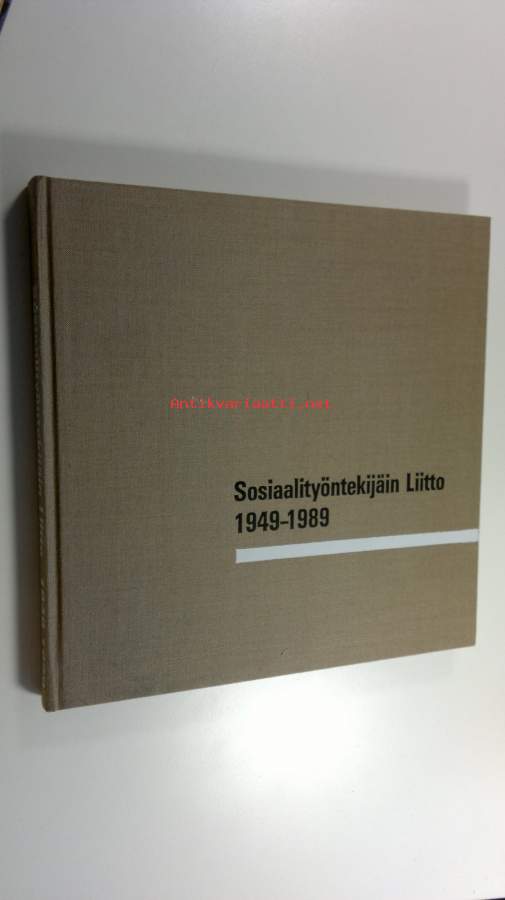 Antikvariaatti.net
Sosiaalityöntekijäin Liitto
1949-1989